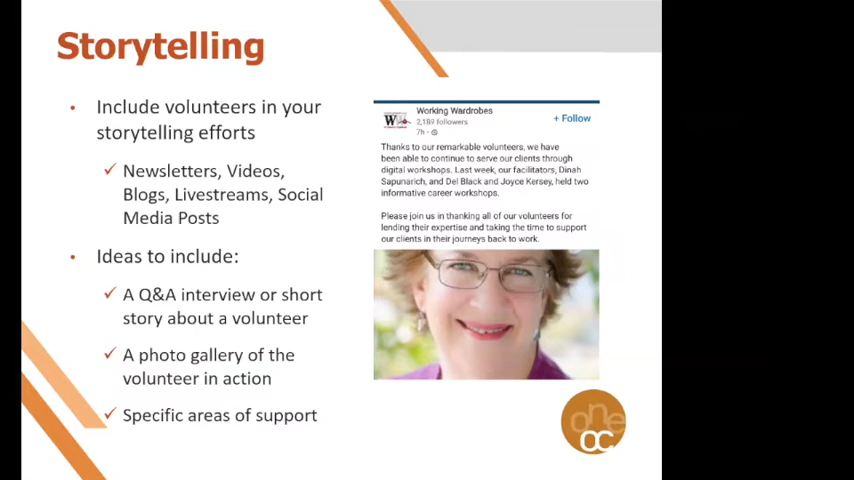 Storytelling
• Include volunteers in your
storytelling efforts
✓ Newsletters, Videos,
Blogs, Livestreams, Social
Media Posts
• Ideas to include:
✓ A Q&A interview or short
story about a volunteer
✓ A photo gallery of the
volunteer in action
✓ Specific areas of support
Working Wardrobes
2,189 followers
7h •
+ Follow
Thanks to our remarkable volunteers, we have
been able to continue to serve our clients through
digital workshops. Last week, our facilitators, Dinah
Sapunarich, and Del Black and Joyce Kersey, held two
informative career workshops.
Please join us in thanking all of our volunteers for
lending their expertise and taking the time to support
our clients in their journeys back to work.
one
OC